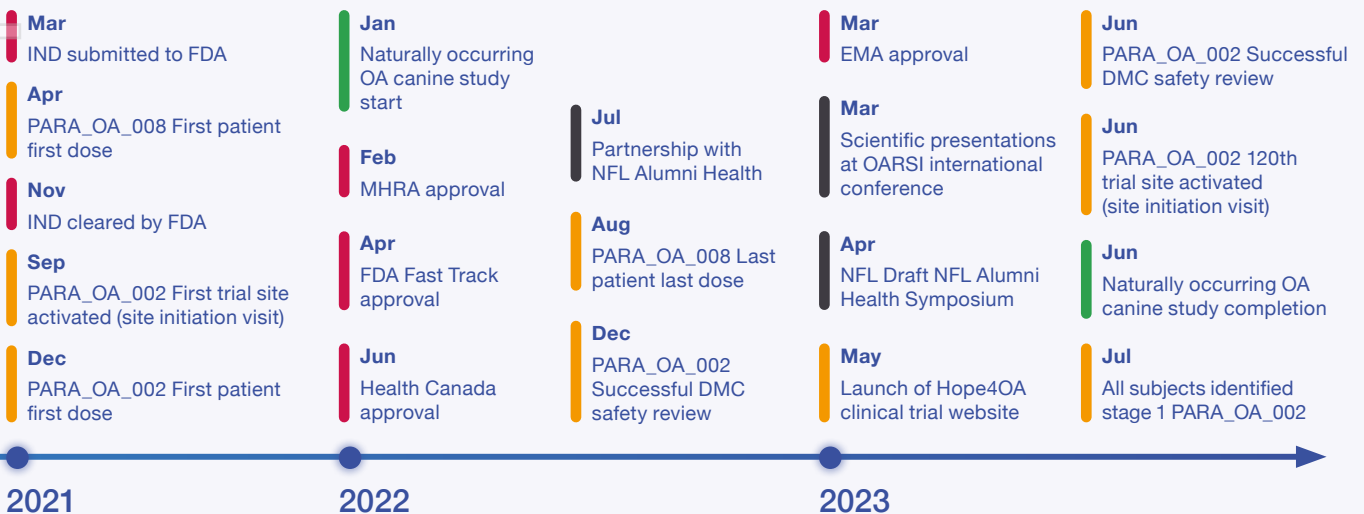 Mar
IND submitted to FDA
Apr
PARA_OA_008 First patient
first dose
Nov
IND cleared by FDA
Sep
PARA_OA_002 First trial site
activated (site initiation visit)
Dec
PARA_OA_002 First patient
first dose
Jan
Naturally occurring
OA canine study
start
Feb
MHRA approval
Apr
FDA Fast Track
approval
Jun
Health Canada
approval
Jul
Partnership with
NFL Alumni Health
Aug
PARA_OA_008 Last
patient last dose
Dec
PARA_OA_002
Successful DMC
safety review
Mar
EMA approval
Mar
Scientific presentations
at OARSI international
conference
Apr
NFL Draft NFL Alumni
Health Symposium
May
Launch of Hope4OA
clinical trial website
Jun
PARA_OA_002 Successful
DMC safety review
Jun
PARA_OA_002 120th
trial site activated
(site initiation visit)
Jun
Naturally occurring OA
canine study completion
Jul
All subjects identified
stage 1 PARA_OA_002
2021
2022
2023